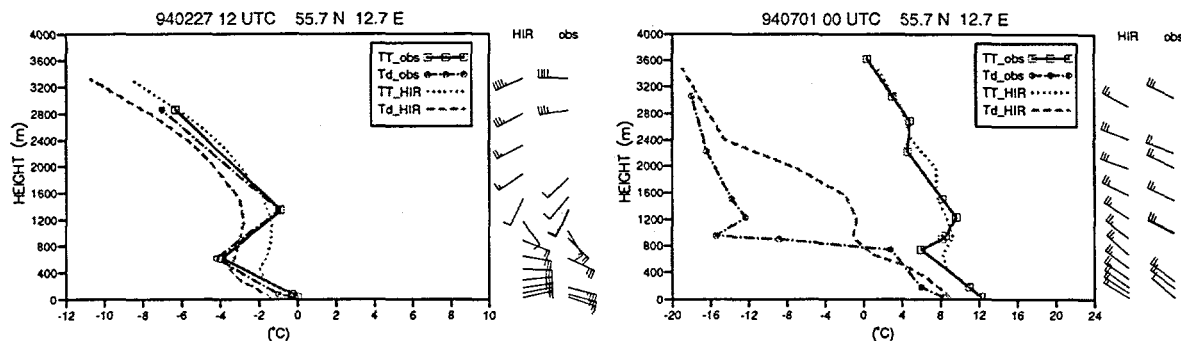 940227 12 UTC 55.7 N 12.7 E
HIR obs
4000
3600
3200
2800
2400
2000
1600
1200
800
400
0
HEIGHT (m)
TT_obs
Td_obs
TT_HIR
Td_HIR
-12 -10 -8 -6 -4 -2 0 2 4 6 8 10
(°C)
940701 00 UTC 55.7 N 12.7 E
HIR obs
4000
3600
3200
2800
2400
2000
1600
1200
800
400
0
HEIGHT (m)
TT_obs
Td_obs
TT_HIR
Td_HIR
-20 -16 -12 -8 -4 0 4 8 12 16 20 24
(°C)